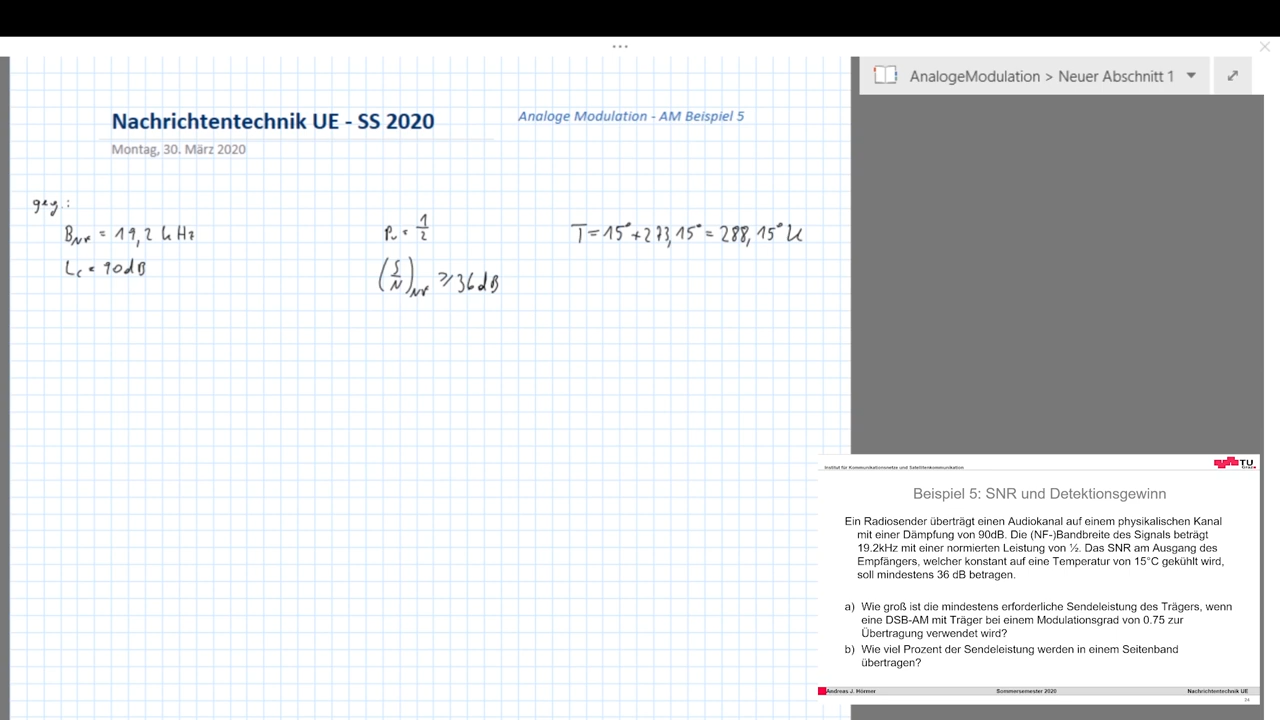 AnalogeModulation > Neuer Abschnitt 1
Nachrichtentechnik UE - SS 2020
Analoge Modulation - AM Beispiel 5
Montag, 30. März 2020
geg.:
B_NF = 19,2 kHz
L_c = 90dB
P_u = 1/2
(S/N)_NF ≥ 36dB
T = 15° + 273,15° = 288,15° K
Institut für Kommunikationsnetze und Satellitenkommunikation
TU
Graz
Beispiel 5: SNR und Detektionsgewinn
Ein Radiosender überträgt einen Audiokanal auf einem physikalischen Kanal
mit einer Dämpfung von 90dB. Die (NF-)Bandbreite des Signals beträgt
19.2kHz mit einer normierten Leistung von ½. Das SNR am Ausgang des
Empfängers, welcher konstant auf eine Temperatur von 15°C gekühlt wird,
soll mindestens 36 dB betragen.
a) Wie groß ist die mindestens erforderliche Sendeleistung des Trägers, wenn
eine DSB-AM mit Träger bei einem Modulationsgrad von 0.75 zur
Übertragung verwendet wird?
b) Wie viel Prozent der Sendeleistung werden in einem Seitenband
übertragen?
Andreas J. Hörmer
Sommersemester 2020
Nachrichtentechnik UE